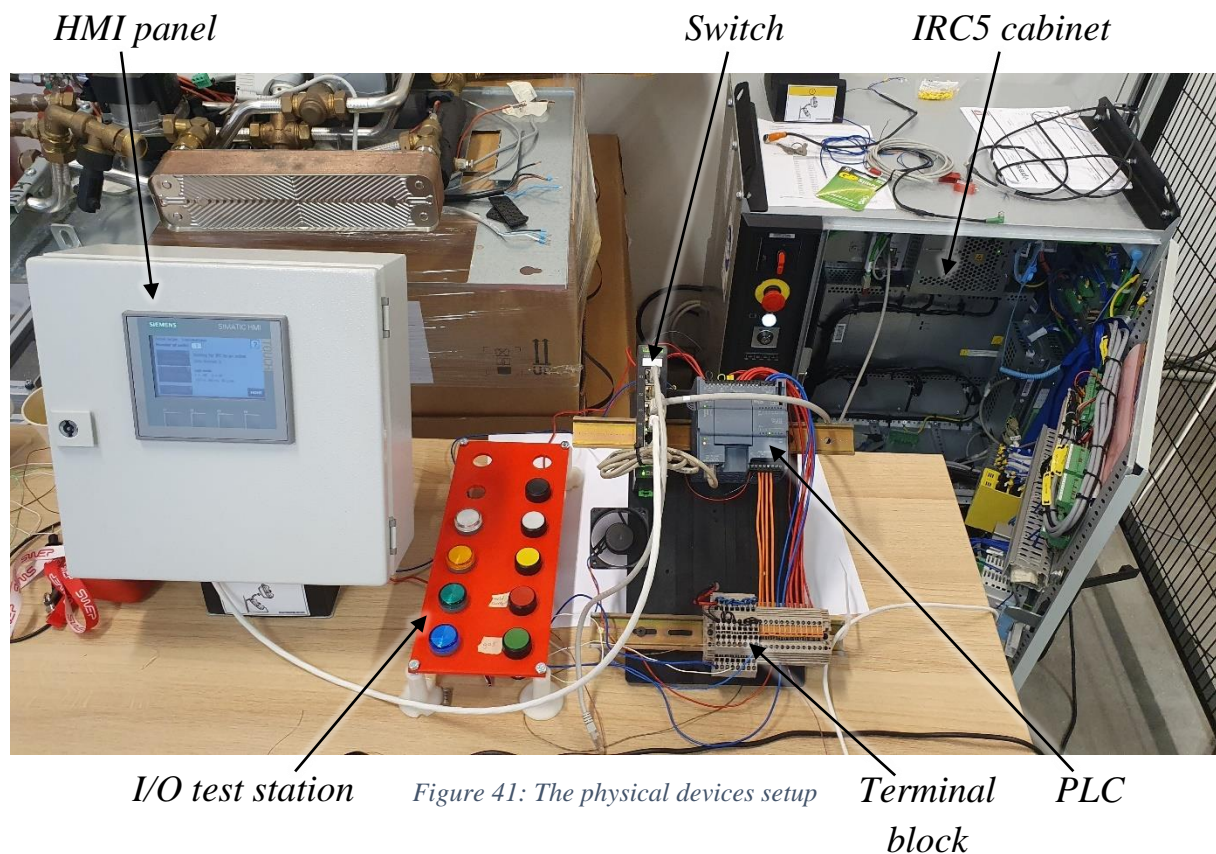 HMI panel
Switch
IRC5 cabinet
SIEMENS
SIMATIC HMI
SWEP
I/O test station
Figure 41: The physical devices setup
Terminal
block
PLC